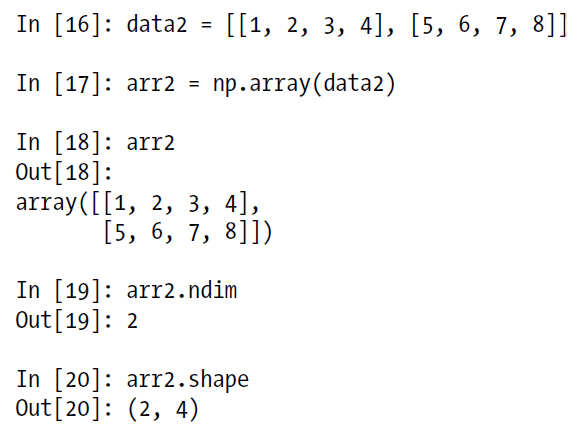 In [16]: data2 = [[1, 2, 3, 4], [5, 6, 7, 8]]
In [17]: arr2 = np.array(data2)
In [18]: arr2
Out[18]:
array([[1, 2, 3, 4],
       [5, 6, 7, 8]])
In [19]: arr2.ndim
Out[19]: 2
In [20]: arr2.shape
Out[20]: (2, 4)